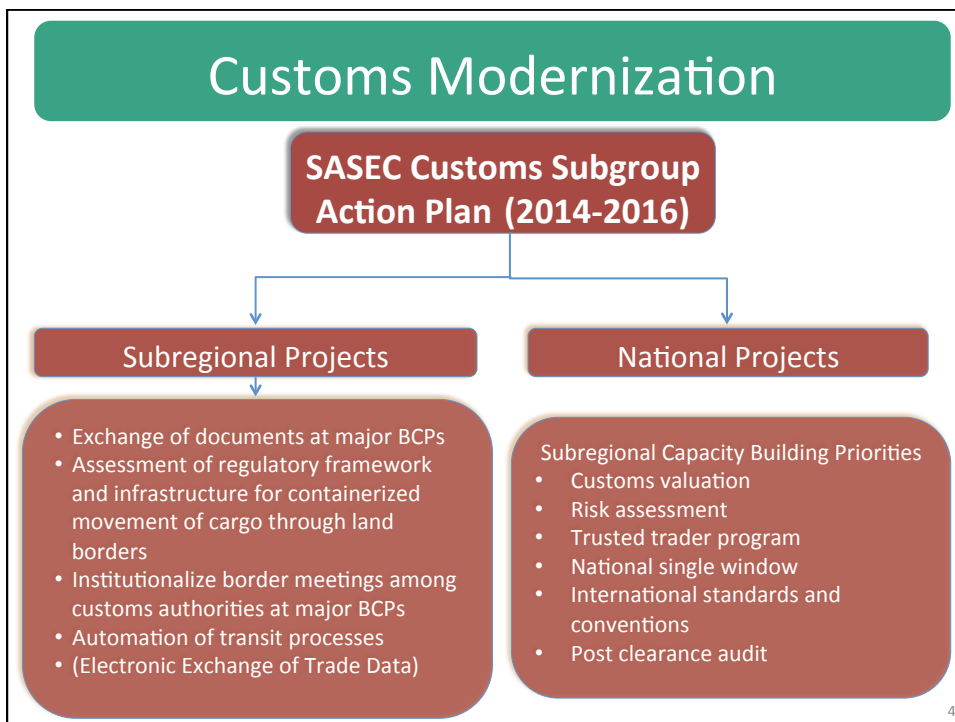 Customs Modernization
SASEC Customs Subgroup
Action Plan (2014-2016)
Subregional Projects
• Exchange of documents at major BCPs
• Assessment of regulatory framework
and infrastructure for containerized
movement of cargo through land
borders
• Institutionalize border meetings among
customs authorities at major BCPs
• Automation of transit processes
• (Electronic Exchange of Trade Data)
National Projects
Subregional Capacity Building Priorities
• Customs valuation
• Risk assessment
• Trusted trader program
• National single window
• International standards and
conventions
• Post clearance audit
4